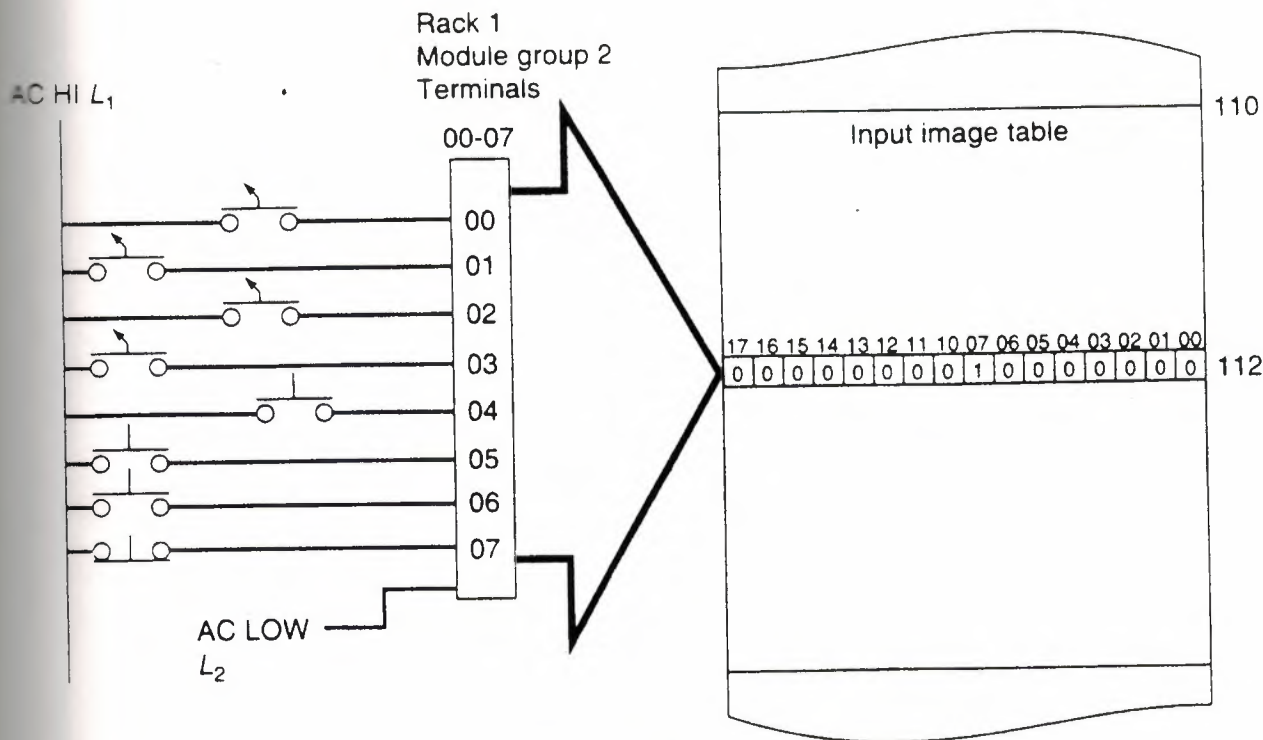 Rack 1
Module group 2
Terminals
AC HI L₁
00-07
00
01
02
03
04
05
06
07
AC LOW
L₂
110
Input image table
17 16 15 14 13 12 11 10 07 06 05 04 03 02 01 00
0 0 0 0 0 0 0 0 1 0 0 0 0 0 0 0
112